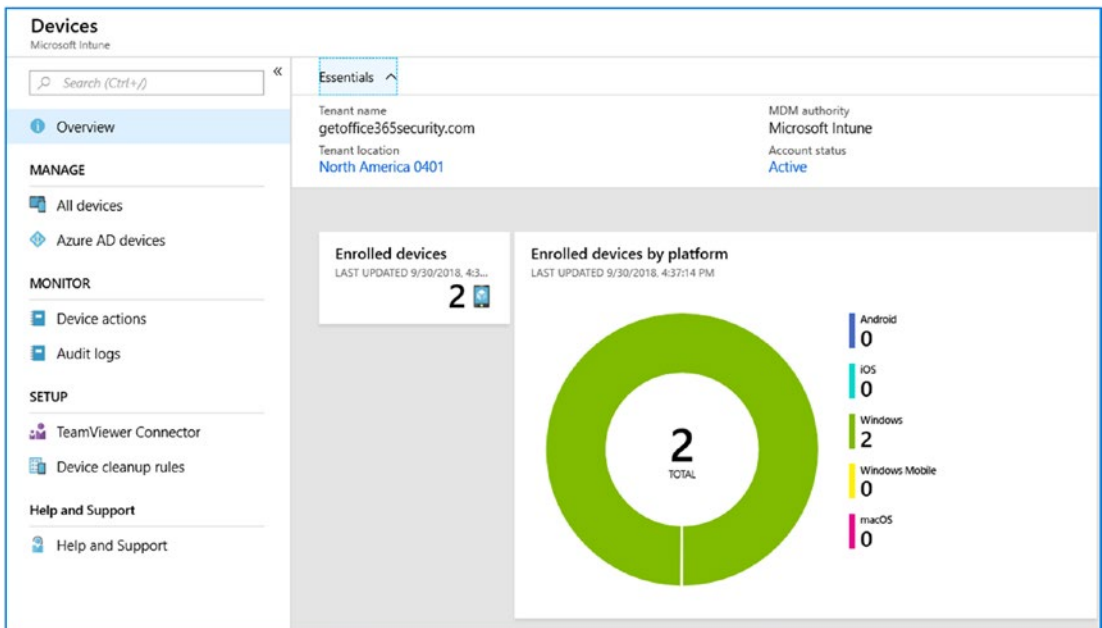 Devices
Microsoft Intune
Search (Ctrl+/)
«
Overview
MANAGE
All devices
Azure AD devices
MONITOR
Device actions
Audit logs
SETUP
TeamViewer Connector
Device cleanup rules
Help and Support
Help and Support
Essentials
Tenant name
getoffice365security.com
Tenant location
North America 0401
MDM authority
Microsoft Intune
Account status
Active
Enrolled devices
LAST UPDATED 9/30/2018, 4:3...
2
Enrolled devices by platform
LAST UPDATED 9/30/2018, 4:37:14 PM
2
TOTAL
Android
0
iOS
0
Windows
2
Windows Mobile
0
macOS
0